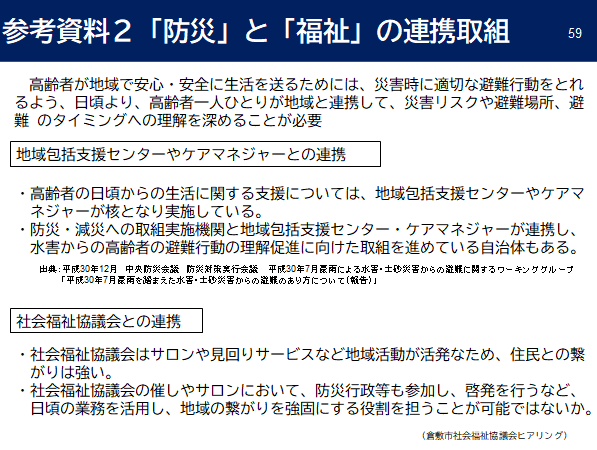 参考資料２「防災」と「福祉」の連携取組
59
高齢者が地域で安心・安全に生活を送るためには、災害時に適切な避難行動をとれ
るよう、日頃より、高齢者一人ひとりが地域と連携して、災害リスクや避難場所、避
難 のタイミングへの理解を深めることが必要
地域包括支援センターやケアマネジャーとの連携
・高齢者の日頃からの生活に関する支援については、地域包括支援センターやケアマ
ネジャーが核となり実施している。
・防災・減災への取組実施機関と地域包括支援センター・ケアマネジャーが連携し、
水害からの高齢者の避難行動の理解促進に向けた取組を進めている自治体もある。
出典：平成30年12月 中央防災会議 防災対策実行会議 平成30年7月豪雨による水害・土砂災害からの避難に関するワーキンググループ
「平成30年7月豪雨を踏まえた水害・土砂災害からの避難のあり方について（報告）」
社会福祉協議会との連携
・社会福祉協議会はサロンや見回りサービスなど地域活動が活発なため、住民との繋
がりは強い。
・社会福祉協議会の催しやサロンにおいて、防災行政等も参加し、啓発を行うなど、
日頃の業務を活用し、地域の繋がりを強固にする役割を担うことが可能ではないか。
（倉敷市社会福祉協議会ヒアリング）